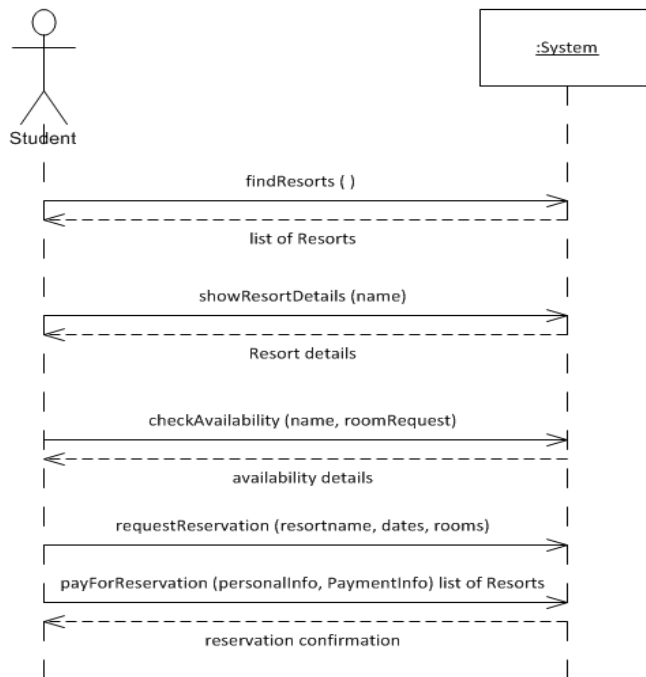 :System
Student
findResorts ( )
list of Resorts
showResortDetails (name)
Resort details
checkAvailability (name, roomRequest)
availability details
requestReservation (resortname, dates, rooms)
payForReservation (personalInfo, PaymentInfo) list of Resorts
reservation confirmation